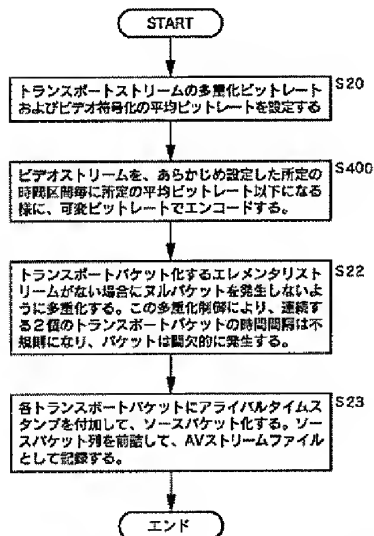 START
S20
トランスポートストリームの多重化ビットレート
およびビデオ符号化の平均ビットレートを設定する
S400
ビデオストリームを、あらかじめ設定した所定の
時間区間毎に所定の平均ビットレート以下になる
様に、可変ビットレートでエンコードする。
S22
トランスポートパケット化するエレメンタリスト
リームがない場合にヌルパケットを発生しないよ
うに多重化する。この多重化制御により、連続す
る2個のトランスポートパケットの時間間隔は不
規則になり、パケットは間欠的に発生する。
S23
各トランスポートパケットにアライバルタイムス
タンプを付加して、ソースパケット化する。ソー
スパケット列を前詰して、AVストリームファイル
として記録する。
エンド